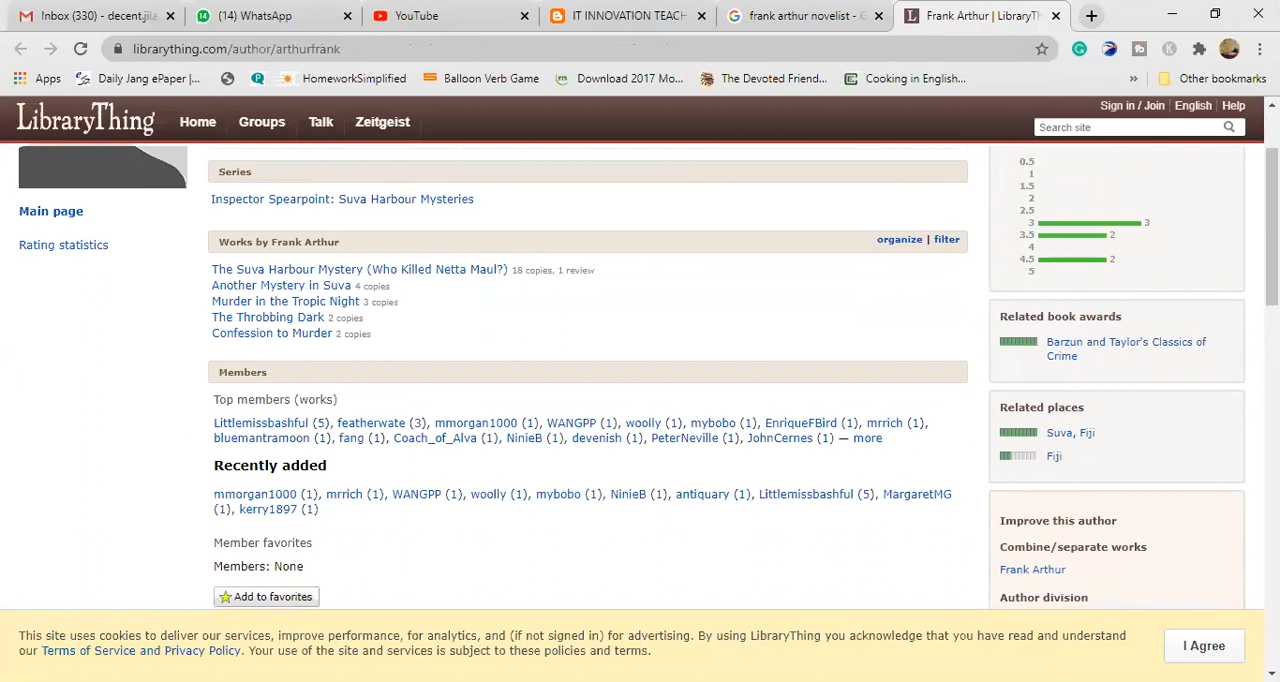 Inbox (330) - decent.jila
(14) WhatsApp
YouTube
IT INNOVATION TEACH
frank arthur novelist - G
Frank Arthur | LibraryTh
librarything.com/author/arthurfrank
Apps
Daily Jang ePaper |...
HomeworkSimplified
Balloon Verb Game
Download 2017 Mo...
The Devoted Friend...
Cooking in English...
»
Other bookmarks
LibraryThing
Home
Groups
Talk
Zeitgeist
Sign in / Join | English | Help
Search site
Main page
Rating statistics
Series
Inspector Spearpoint: Suva Harbour Mysteries
Works by Frank Arthur
organize | filter
The Suva Harbour Mystery (Who Killed Netta Maul?) 18 copies, 1 review
Another Mystery in Suva 4 copies
Murder in the Tropic Night 3 copies
The Throbbing Dark 2 copies
Confession to Murder 2 copies
Members
Top members (works)
Littlemissbashful (5), featherwate (3), mmorgan1000 (1), WANGPP (1), woolly (1), mybobo (1), EnriqueFBird (1), mrrich (1),
bluemantramoon (1), fang (1), Coach_of_Alva (1), NinieB (1), devenish (1), PeterNeville (1), JohnCernes (1) — more
Recently added
mmorgan1000 (1), mrrich (1), WANGPP (1), woolly (1), mybobo (1), NinieB (1), antiquary (1), Littlemissbashful (5), MargaretMG
(1), kerry1897 (1)
Member favorites
Members: None
Add to favorites
0.5
1
1.5
2
2.5
3 3
3.5 2
4
4.5 2
5
Related book awards
Barzun and Taylor's Classics of
Crime
Related places
Suva, Fiji
Fiji
Improve this author
Combine/separate works
Frank Arthur
Author division
This site uses cookies to deliver our services, improve performance, for analytics, and (if not signed in) for advertising. By using LibraryThing you acknowledge that you have read and understand
our Terms of Service and Privacy Policy. Your use of the site and services is subject to these policies and terms.
I Agree